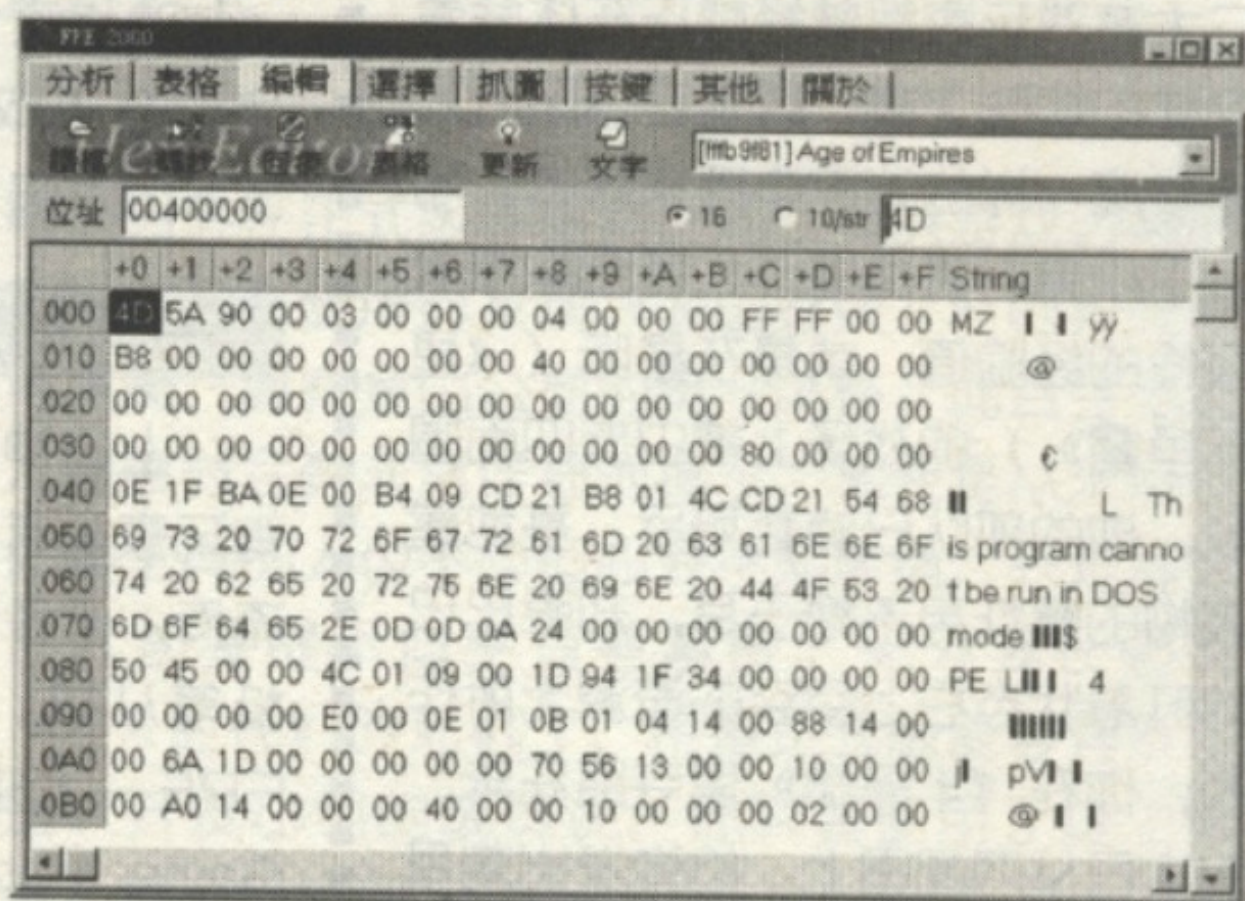 FPE 2000
分析 表格 編輯 選擇 抓圖 按鍵 其他 關於
Hex Editor
表格 更新 文字 [fffb9f81] Age of Empires
位址 00400000 16 10/str 4D
+0 +1 +2 +3 +4 +5 +6 +7 +8 +9 +A +B +C +D +E +F String
000 4D 5A 90 00 03 00 00 00 04 00 00 00 FF FF 00 00 MZ ÿÿ
010 B8 00 00 00 00 00 00 00 40 00 00 00 00 00 00 00 @
020 00 00 00 00 00 00 00 00 00 00 00 00 00 00 00 00
030 00 00 00 00 00 00 00 00 00 00 00 00 80 00 00 00 €
040 0E 1F BA 0E 00 B4 09 CD 21 B8 01 4C CD 21 54 68 L Th
050 69 73 20 70 72 6F 67 72 61 6D 20 63 61 6E 6E 6F is program canno
060 74 20 62 65 20 72 75 6E 20 69 6E 20 44 4F 53 20 t be run in DOS
070 6D 6F 64 65 2E 0D 0D 0A 24 00 00 00 00 00 00 00 mode $
080 50 45 00 00 4C 01 09 00 1D 94 1F 34 00 00 00 00 PE L 4
090 00 00 00 00 E0 00 0E 01 0B 01 04 14 00 88 14 00
0A0 00 6A 1D 00 00 00 00 00 70 56 13 00 00 10 00 00 j pV
0B0 00 A0 14 00 00 00 40 00 00 10 00 00 00 02 00 00 @